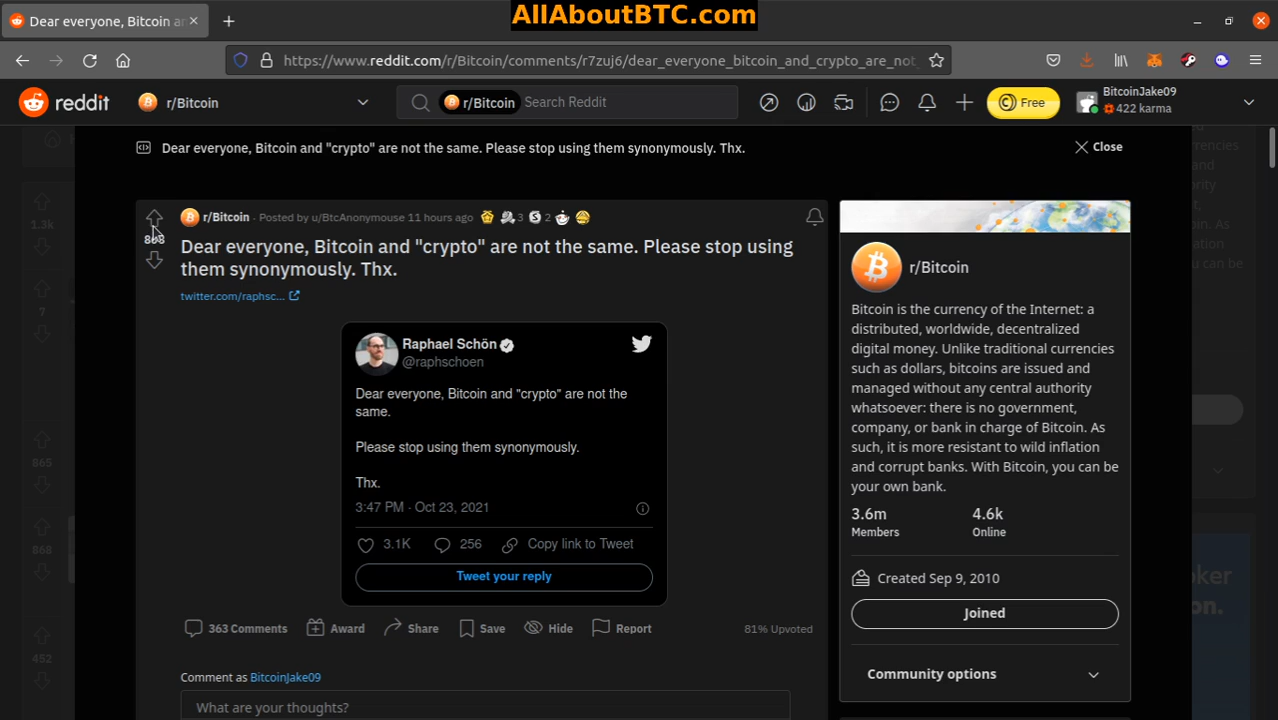 AllAboutBTC.com
Dear everyone, Bitcoin an
https://www.reddit.com/r/Bitcoin/comments/r7zuj6/dear_everyone_bitcoin_and_crypto_are_not_
reddit
r/Bitcoin
r/Bitcoin
Search Reddit
Free
BitcoinJake09
422 karma
Dear everyone, Bitcoin and "crypto" are not the same. Please stop using them synonymously. Thx.
Close
1.3k
7
865
868
452
868
r/Bitcoin · Posted by u/BtcAnonymouse 11 hours ago
3
2
Dear everyone, Bitcoin and "crypto" are not the same. Please stop using
them synonymously. Thx.
twitter.com/raphsc...
Raphael Schön
@raphschoen
Dear everyone, Bitcoin and "crypto" are not the
same.
Please stop using them synonymously.
Thx.
3:47 PM · Oct 23, 2021
3.1K
256
Copy link to Tweet
Tweet your reply
363 Comments
Award
Share
Save
Hide
Report
81% Upvoted
Comment as BitcoinJake09
What are your thoughts?
r/Bitcoin
Bitcoin is the currency of the Internet: a
distributed, worldwide, decentralized
digital money. Unlike traditional currencies
such as dollars, bitcoins are issued and
managed without any central authority
whatsoever: there is no government,
company, or bank in charge of Bitcoin. As
such, it is more resistant to wild inflation
and corrupt banks. With Bitcoin, you can be
your own bank.
3.6m
4.6k
Members
Online
Created Sep 9, 2010
Joined
Community options